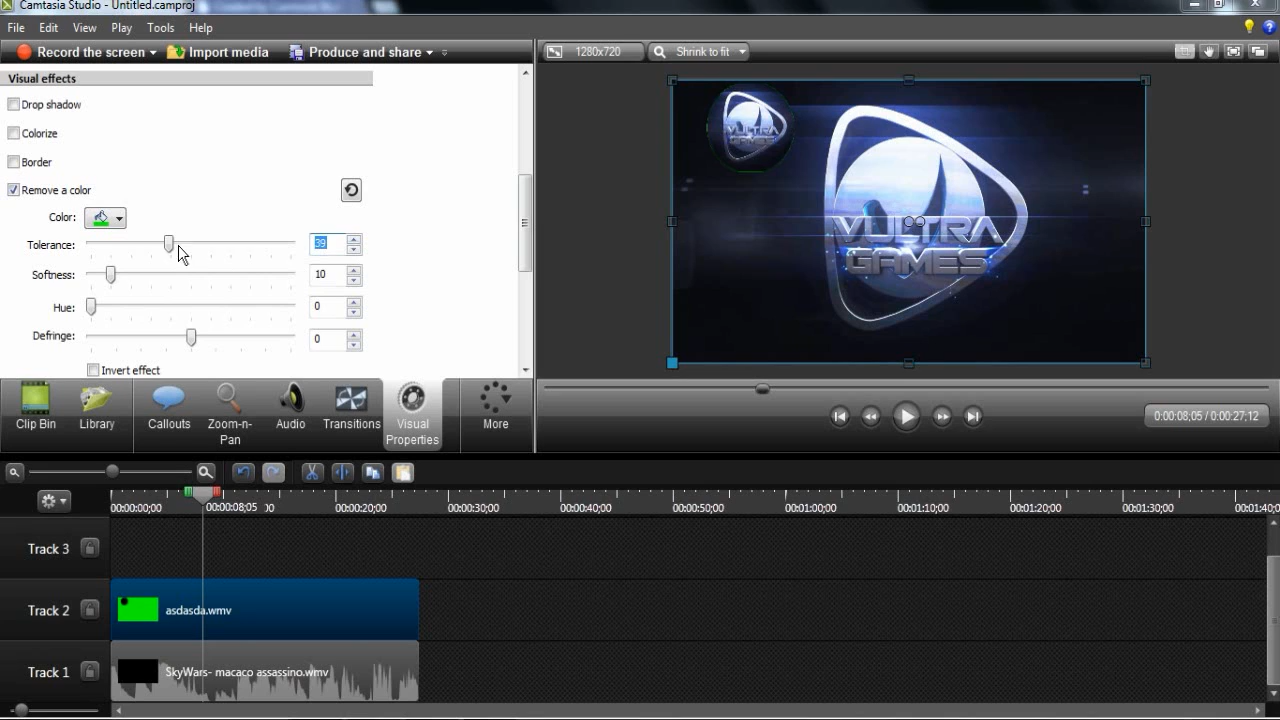 Camtasia Studio - Untitled.camproj
File Edit View Play Tools Help
Record the screen Import media Produce and share
1280x720 Shrink to fit
Visual effects
Drop shadow
Colorize
Border
Remove a color
Color:
Tolerance: 39
Softness: 10
Hue: 0
Defringe: 0
Invert effect
VULTRA
GAMES
VULTRA
GAMES
Clip Bin Library Callouts Zoom-n-Pan Audio Transitions Visual Properties More
0:00:08;05 / 0:00:27;12
00:00:00;00 00:00:08;05 00:00:20;00 00:00:30;00 00:00:40;00 00:00:50;00 00:01:00;00 00:01:10;00 00:01:20;00 00:01:30;00
Track 3
Track 2 asdasda.wmv
Track 1 SkyWars- macaco assassino.wmv